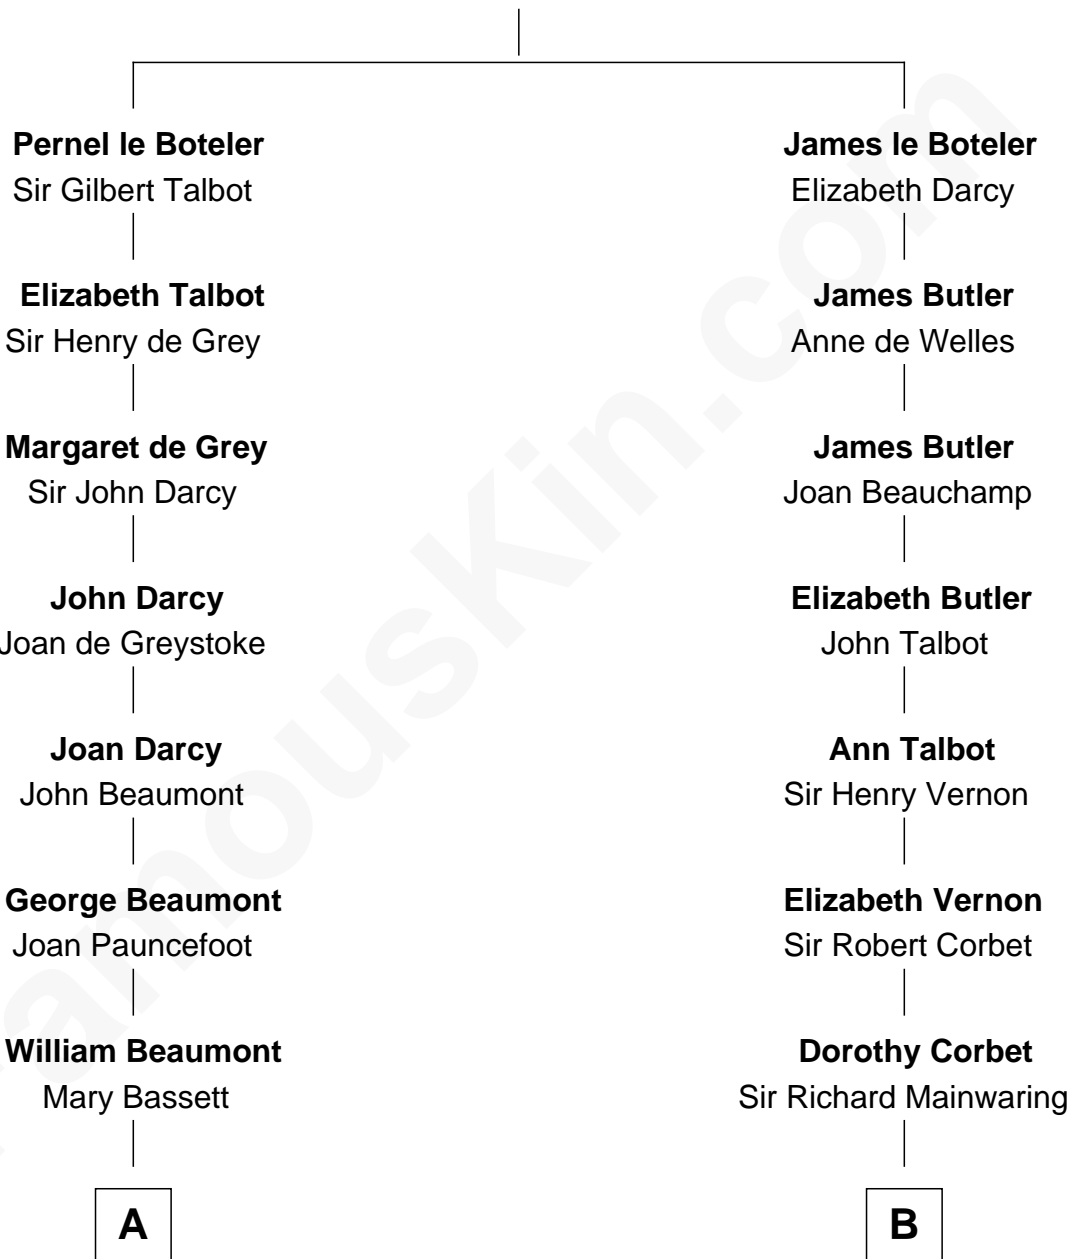 Pernel le Boteler
Sir Gilbert Talbot
Elizabeth Talbot
Sir Henry de Grey
Margaret de Grey
Sir John Darcy
John Darcy
Joan de Greystoke
Joan Darcy
John Beaumont
George Beaumont
Joan Pauncefoot
William Beaumont
Mary Bassett
A
James le Boteler
Elizabeth Darcy
James Butler
Anne de Welles
James Butler
Joan Beauchamp
Elizabeth Butler
John Talbot
Ann Talbot
Sir Henry Vernon
Elizabeth Vernon
Sir Robert Corbet
Dorothy Corbet
Sir Richard Mainwaring
B
FamousKin.com